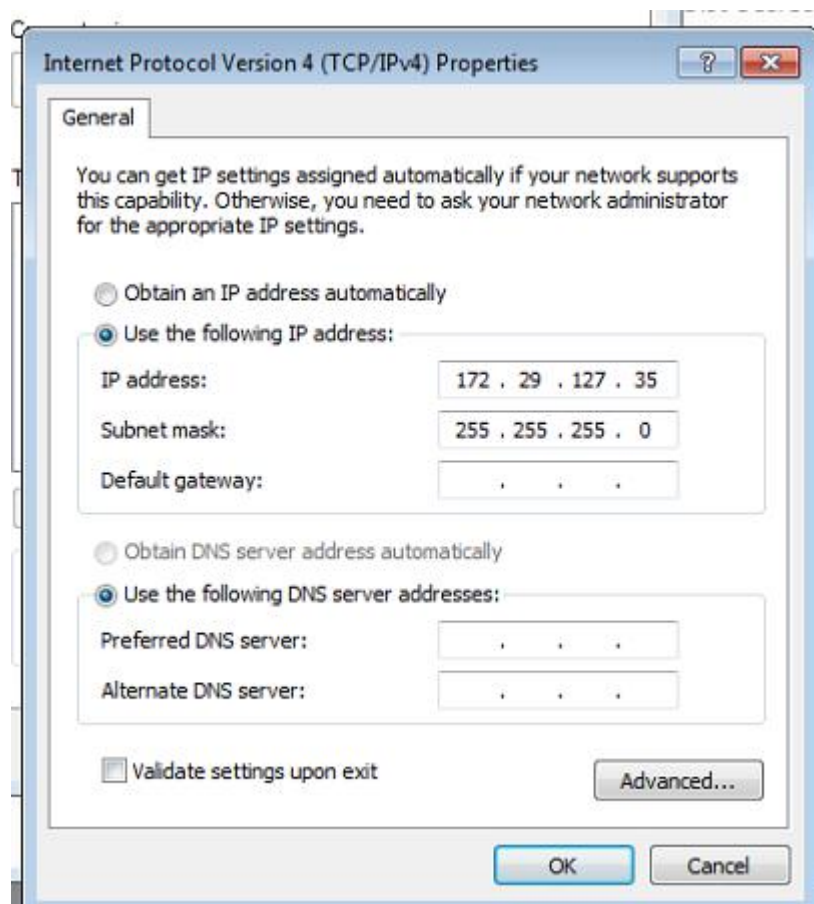 Internet Protocol Version 4 (TCP/IPv4) Properties
General
You can get IP settings assigned automatically if your network supports
this capability. Otherwise, you need to ask your network administrator
for the appropriate IP settings.
Obtain an IP address automatically
Use the following IP address:
IP address: 172 . 29 . 127 . 35
Subnet mask: 255 . 255 . 255 . 0
Default gateway: . . .
Obtain DNS server address automatically
Use the following DNS server addresses:
Preferred DNS server: . . .
Alternate DNS server: . . .
Validate settings upon exit
Advanced...
OK Cancel